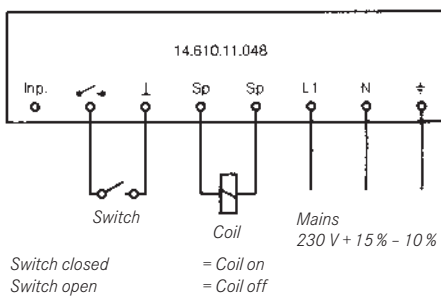 14.610.11.048
Inp. ⊥ Sp Sp L1 N ⏚
Switch
Coil
Mains
230 V + 15 % – 10 %
Switch closed = Coil on
Switch open = Coil off